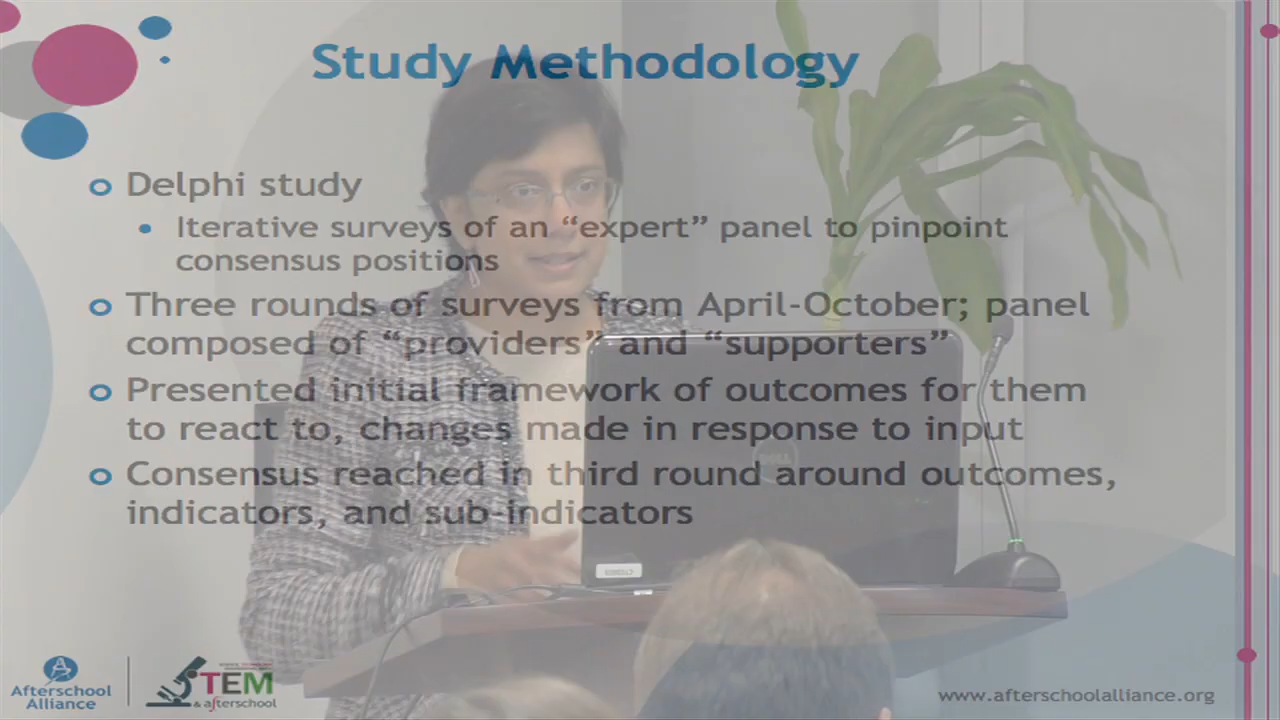 Study Methodology
Delphi study
Iterative surveys of an “expert” panel to pinpoint
consensus positions
Three rounds of surveys from April-October; panel
composed of “providers” and “supporters”
Presented initial framework of outcomes for them
to react to, changes made in response to input
Consensus reached in third round around outcomes,
indicators, and sub-indicators
DELL
Afterschool
Alliance
STEM
& afterschool
www.afterschoolalliance.org